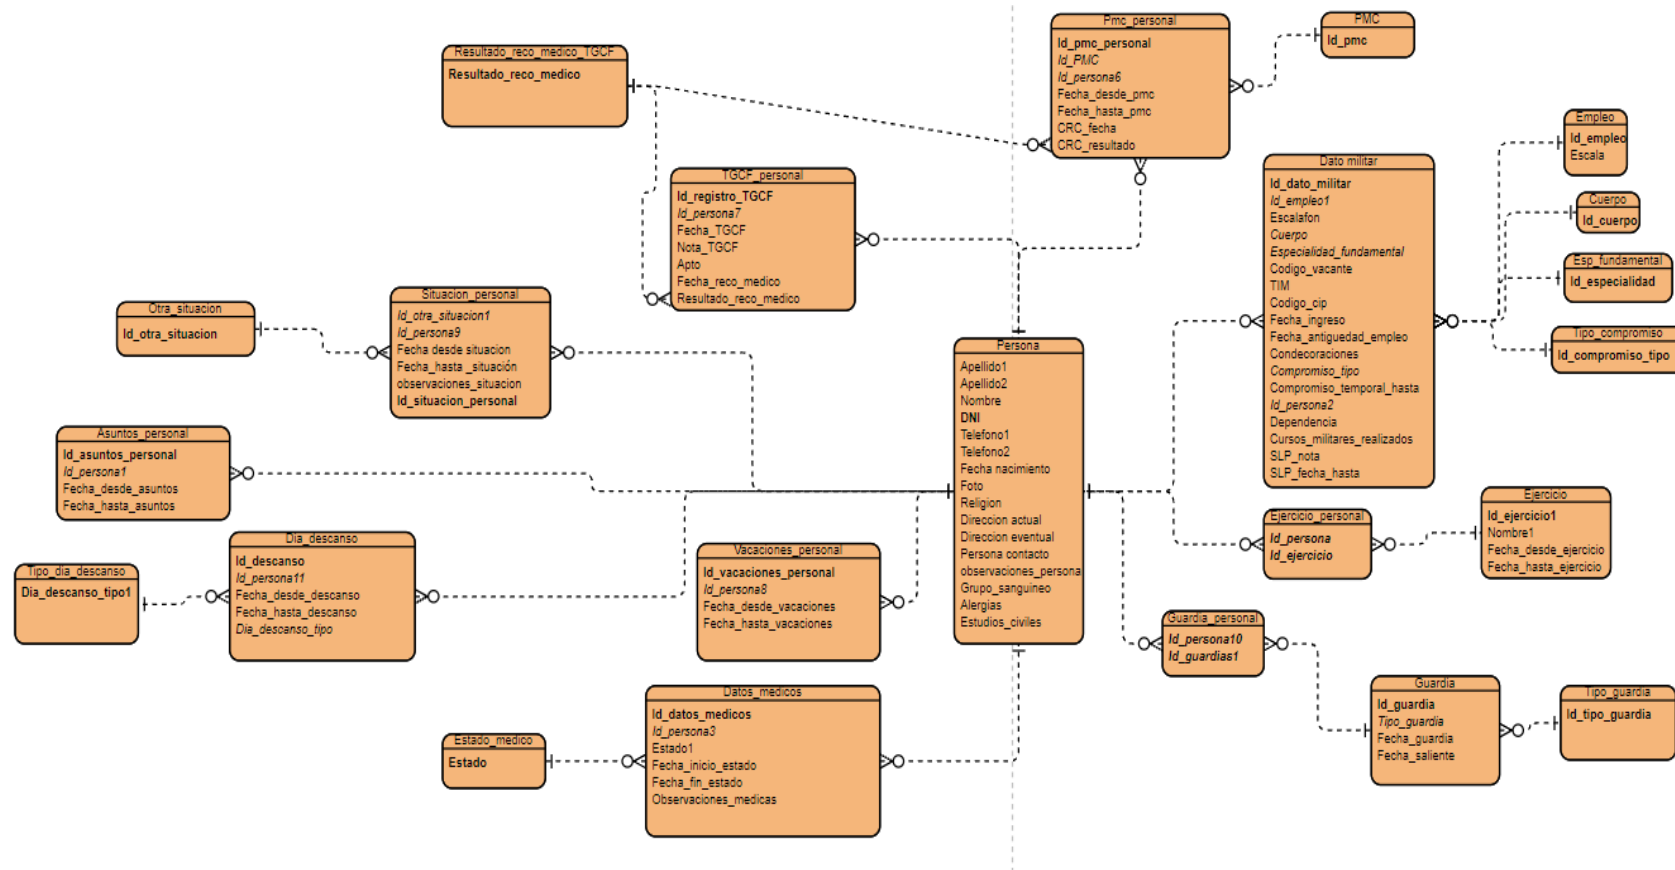 Pmc_personal
Id_pmc_personal
Id_PMC
Id_persona6
Fecha_desde_pmc
Fecha_hasta_pmc
CRC_fecha
CRC_resultado
PMC
Id_pmc
Resultado_reco_medico_TGCF
Resultado_reco_medico
Empleo
Id_empleo
Escala
TGCF_personal
Id_registro_TGCF
Id_persona7
Fecha_TGCF
Nota_TGCF
Apto
Fecha_reco_medico
Resultado_reco_medico
Dato militar
Id_dato_militar
Id_empleo1
Escalafon
Cuerpo
Especialidad_fundamental
Codigo_vacante
TIM
Codigo_cip
Fecha_ingreso
Fecha_antiguedad_empleo
Condecoraciones
Compromiso_tipo
Compromiso_temporal_hasta
Id_persona2
Dependencia
Cursos_militares_realizados
SLP_nota
SLP_fecha_hasta
Cuerpo
Id_cuerpo
Esp_fundamental
Id_especialidad
Tipo_compromiso
Id_compromiso_tipo
Otra_situacion
Id_otra_situacion
Situacion_personal
Id_otra_situacion1
Id_persona9
Fecha desde situacion
Fecha_hasta _situación
observaciones_situacion
Id_situacion_personal
Persona
Apellido1
Apellido2
Nombre
DNI
Telefono1
Telefono2
Fecha nacimiento
Foto
Religion
Direccion actual
Direccion eventual
Persona contacto
observaciones_persona
Grupo_sanguineo
Alergias
Estudios_civiles
Asuntos_personal
Id_asuntos_personal
Id_persona1
Fecha_desde_asuntos
Fecha_hasta_asuntos
Dia_descanso
Id_descanso
Id_persona11
Fecha_desde_descanso
Fecha_hasta_descanso
Dia_descanso_tipo
Tipo_dia_descanso
Dia_descanso_tipo1
Vacaciones_personal
Id_vacaciones_personal
Id_persona8
Fecha_desde_vacaciones
Fecha_hasta_vacaciones
Ejercicio_personal
Id_persona
Id_ejercicio
Ejercicio
Id_ejercicio1
Nombre1
Fecha_desde_ejercicio
Fecha_hasta_ejercicio
Guardia_personal
Id_persona10
Id_guardias1
Guardia
Id_guardia
Tipo_guardia
Fecha_guardia
Fecha_saliente
Tipo_guardia
Id_tipo_guardia
Datos_medicos
Id_datos_medicos
Id_persona3
Estado1
Fecha_inicio_estado
Fecha_fin_estado
Observaciones_medicas
Estado_medico
Estado